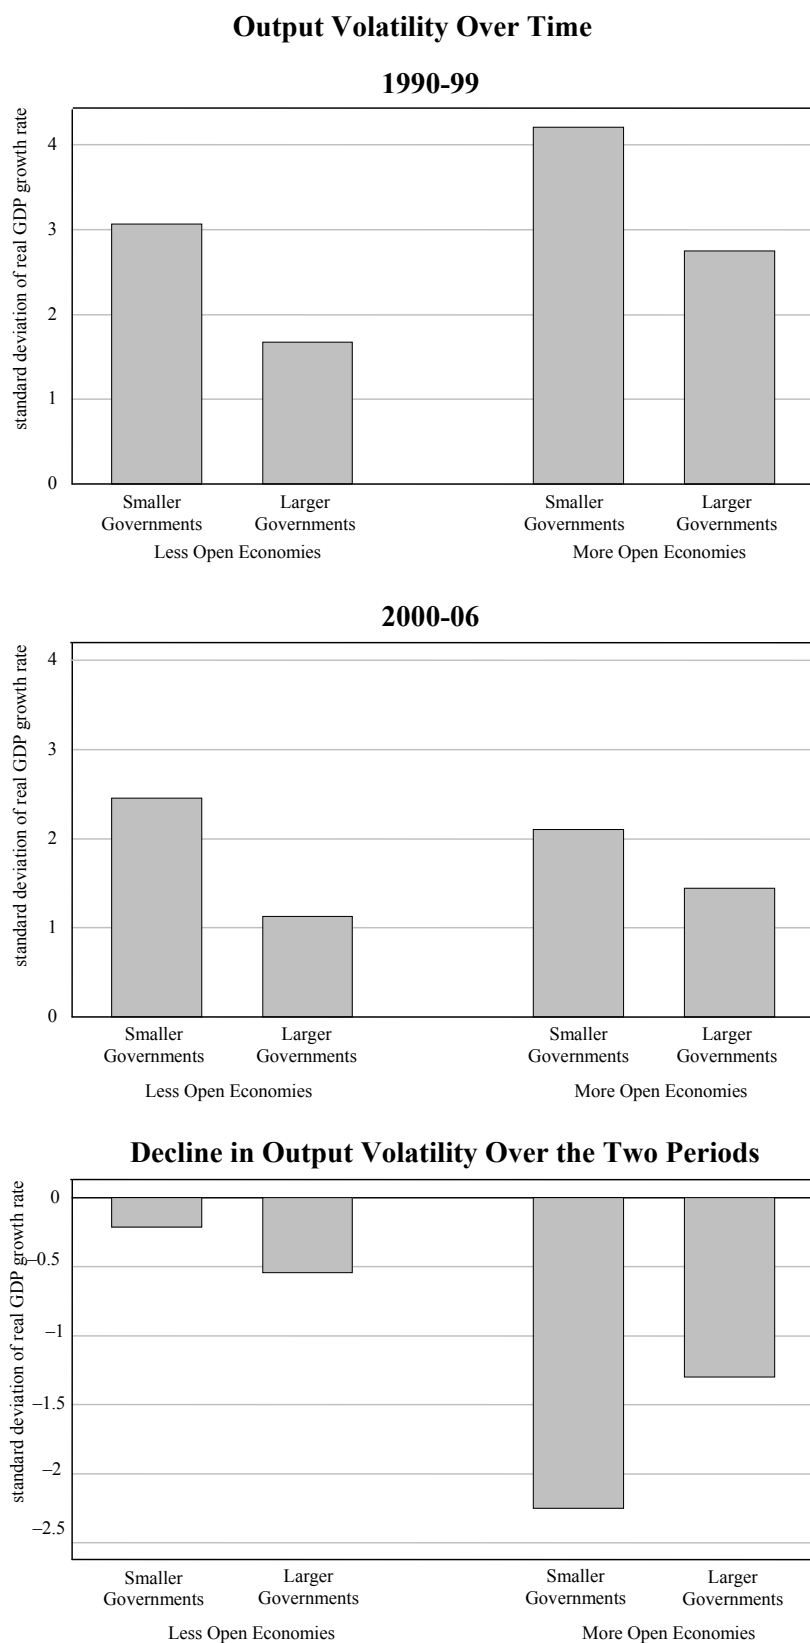 Output Volatility Over Time
1990-99
standard deviation of real GDP growth rate
4
3
2
1
0
Smaller Governments
Larger Governments
Smaller Governments
Larger Governments
Less Open Economies
More Open Economies
2000-06
standard deviation of real GDP growth rate
4
3
2
1
0
Smaller Governments
Larger Governments
Smaller Governments
Larger Governments
Less Open Economies
More Open Economies
Decline in Output Volatility Over the Two Periods
standard deviation of real GDP growth rate
0
–0.5
–1
–1.5
–2
–2.5
Smaller Governments
Larger Governments
Smaller Governments
Larger Governments
Less Open Economies
More Open Economies